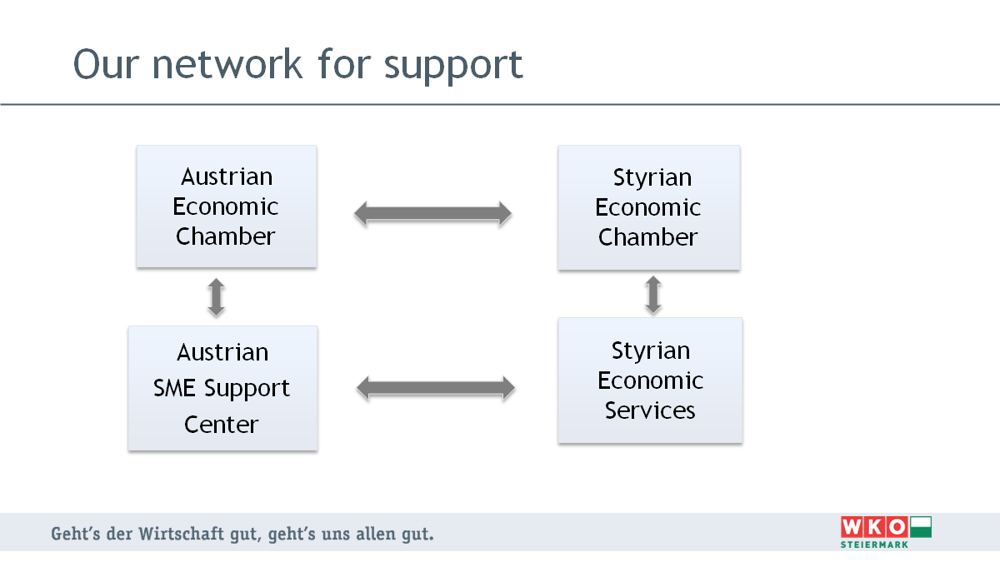 Our network for support
Austrian
Economic
Chamber
Styrian
Economic
Chamber
Austrian
SME Support
Center
Styrian
Economic
Services
Geht's der Wirtschaft gut, geht's uns allen gut.
WKO
STEIERMARK